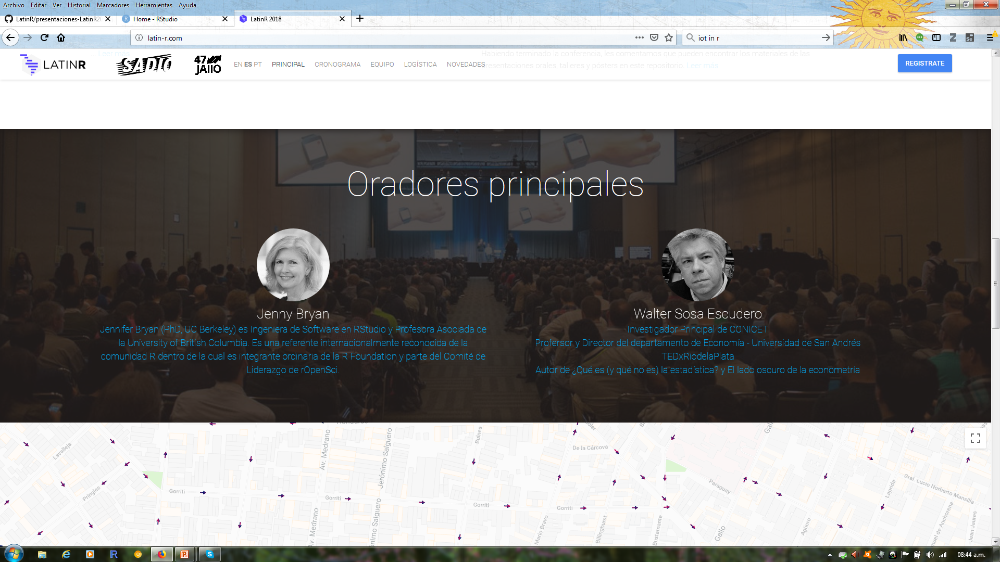 Archivo Editar Ver Historial Marcadores Herramientas Ayuda
LatinR/presentaciones-LatinR20
Home - RStudio
LatinR 2018
latin-r.com
iot in r
LATINR
SADIO
47 JAIIO
EN ES PT PRINCIPAL CRONOGRAMA EQUIPO LOGÍSTICA NOVEDADES
REGISTRATE
... Leer más
Habiendo terminado la conferencia, les comentamos que pueden encontrar los materiales de las
presentaciones orales, talleres y pósters en este repositorio. Leer más
Oradores principales
Jenny Bryan
Jennifer Bryan (PhD, UC Berkeley) es Ingeniera de Software en RStudio y Profesora Asociada de
la University of British Columbia. Es una referente internacionalmente reconocida de la
comunidad R dentro de la cual es integrante ordinaria de la R Foundation y parte del Comité de
Liderazgo de rOpenSci.
Walter Sosa Escudero
Investigador Principal de CONICET
Profersor y Director del departamento de Economía - Universidad de San Andrés
TEDxRiodelaPlata
Autor de ¿Qué es (y qué no es) la estadística? y El lado oscuro de la econometría
Lavalleja
Pringles
Gorriti
Av. Medrano
Av. Medrano
Jerónimo Salguero
Jerónimo Salguero
Gorriti
Bulnes
Gorriti
Mario Bravo
Gorriti
De la Cárcova
Billinghurst
Bustamante
Paraguay
Gallo
Gallo
Agüero
Laprida
Gral. Lucio Norberto Mansilla
Jean Jaures
08:44 a.m.